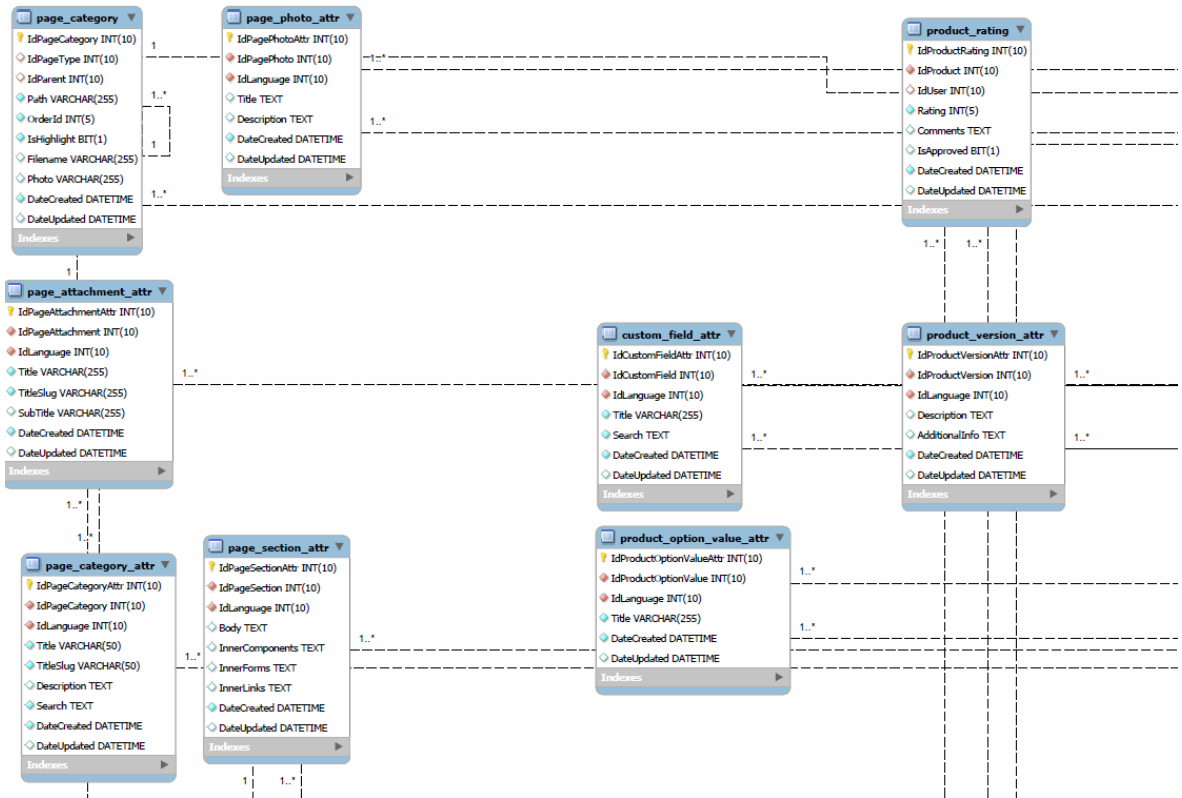 page_category
IdPageCategory INT(10)
IdPageType INT(10)
IdParent INT(10)
Path VARCHAR(255)
OrderId INT(5)
IsHighlight BIT(1)
Filename VARCHAR(255)
Photo VARCHAR(255)
DateCreated DATETIME
DateUpdated DATETIME
Indexes
1
1..*
1
1..*
1
page_photo_attr
IdPagePhotoAttr INT(10)
IdPagePhoto INT(10)
IdLanguage INT(10)
Title TEXT
Description TEXT
DateCreated DATETIME
DateUpdated DATETIME
Indexes
1..*
1..*
product_rating
IdProductRating INT(10)
IdProduct INT(10)
IdUser INT(10)
Rating INT(5)
Comments TEXT
IsApproved BIT(1)
DateCreated DATETIME
DateUpdated DATETIME
Indexes
1..*
1..*
page_attachment_attr
IdPageAttachmentAttr INT(10)
IdPageAttachment INT(10)
IdLanguage INT(10)
Title VARCHAR(255)
TitleSlug VARCHAR(255)
SubTitle VARCHAR(255)
DateCreated DATETIME
DateUpdated DATETIME
Indexes
1..*
1..*
1..*
custom_field_attr
IdCustomFieldAttr INT(10)
IdCustomField INT(10)
IdLanguage INT(10)
Title VARCHAR(255)
Search TEXT
DateCreated DATETIME
DateUpdated DATETIME
Indexes
1..*
1..*
product_version_attr
IdProductVersionAttr INT(10)
IdProductVersion INT(10)
IdLanguage INT(10)
Description TEXT
AdditionalInfo TEXT
DateCreated DATETIME
DateUpdated DATETIME
Indexes
1..*
1..*
page_category_attr
IdPageCategoryAttr INT(10)
IdPageCategory INT(10)
IdLanguage INT(10)
Title VARCHAR(50)
TitleSlug VARCHAR(50)
Description TEXT
Search TEXT
DateCreated DATETIME
DateUpdated DATETIME
Indexes
1..*
page_section_attr
IdPageSectionAttr INT(10)
IdPageSection INT(10)
IdLanguage INT(10)
Body TEXT
InnerComponents TEXT
InnerForms TEXT
InnerLinks TEXT
DateCreated DATETIME
DateUpdated DATETIME
Indexes
1..*
1
1..*
product_option_value_attr
IdProductOptionValueAttr INT(10)
IdProductOptionValue INT(10)
IdLanguage INT(10)
Title VARCHAR(255)
DateCreated DATETIME
DateUpdated DATETIME
Indexes
1..*
1..*